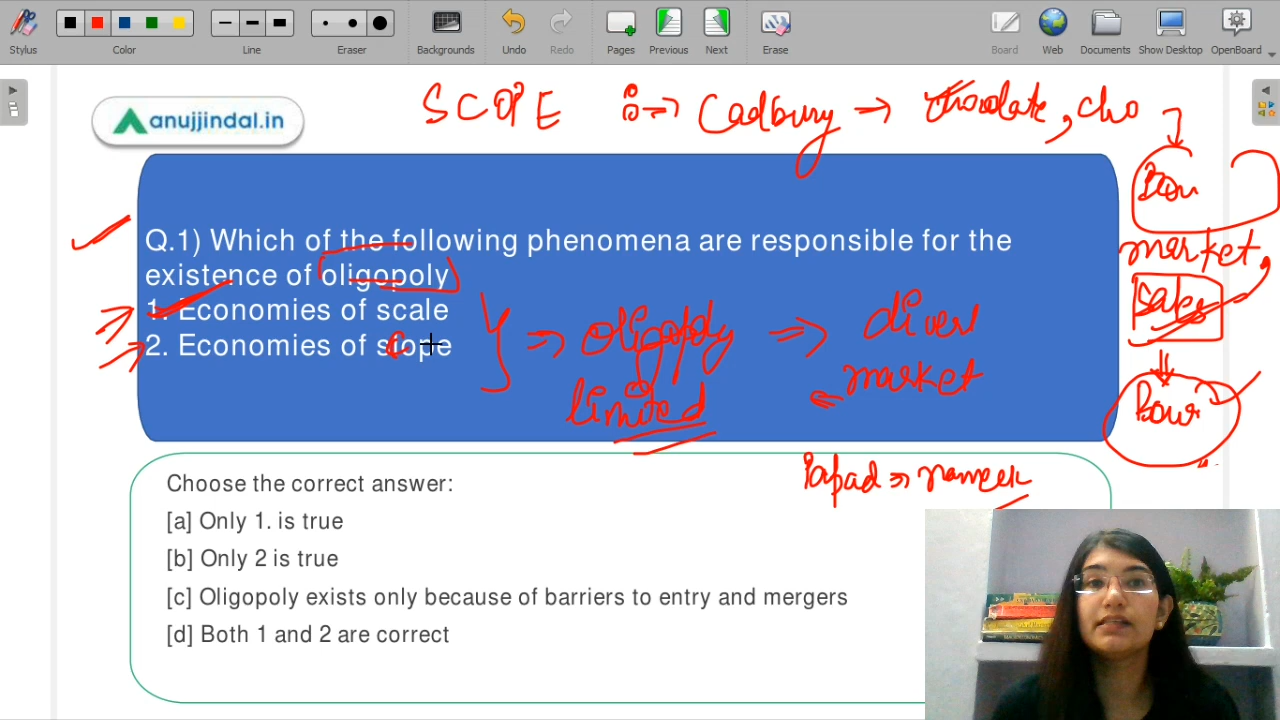 Stylus Color Line Eraser Backgrounds Undo Redo Pages Previous Next Erase Board Web Documents Show Desktop OpenBoard
SCOPE :-> Cadbury -> chocolate, cho
anujjindal.in
Bou
market,
Q.1) Which of the following phenomena are responsible for the
existence of oligopoly
1. Economies of scale
2. Economies of scope
=> oligoply => diver
limited market
Papad => nameek
Choose the correct answer:
[a] Only 1. is true
[b] Only 2 is true
[c] Oligopoly exists only because of barriers to entry and mergers
[d] Both 1 and 2 are correct